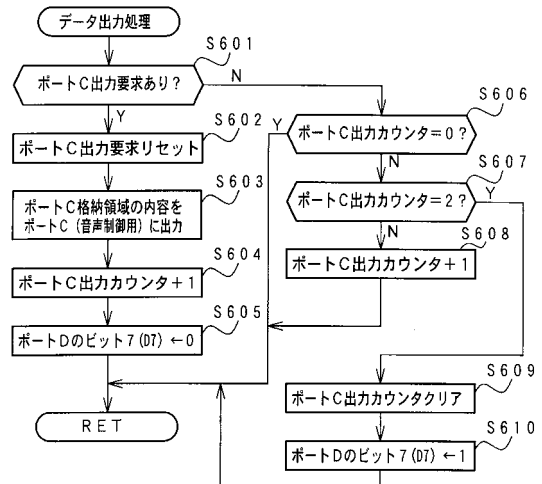 データ出力処理
S601
ポートC出力要求あり?
N
Y
S602
ポートC出力要求リセット
S603
ポートC格納領域の内容を
ポートC(音声制御用)に出力
S604
ポートC出力カウンタ+1
S605
ポートDのビット7(D7)←0
RET
S606
ポートC出力カウンタ=0?
Y
N
S607
ポートC出力カウンタ=2?
Y
N
S608
ポートC出力カウンタ+1
S609
ポートC出力カウンタクリア
S610
ポートDのビット7(D7)←1